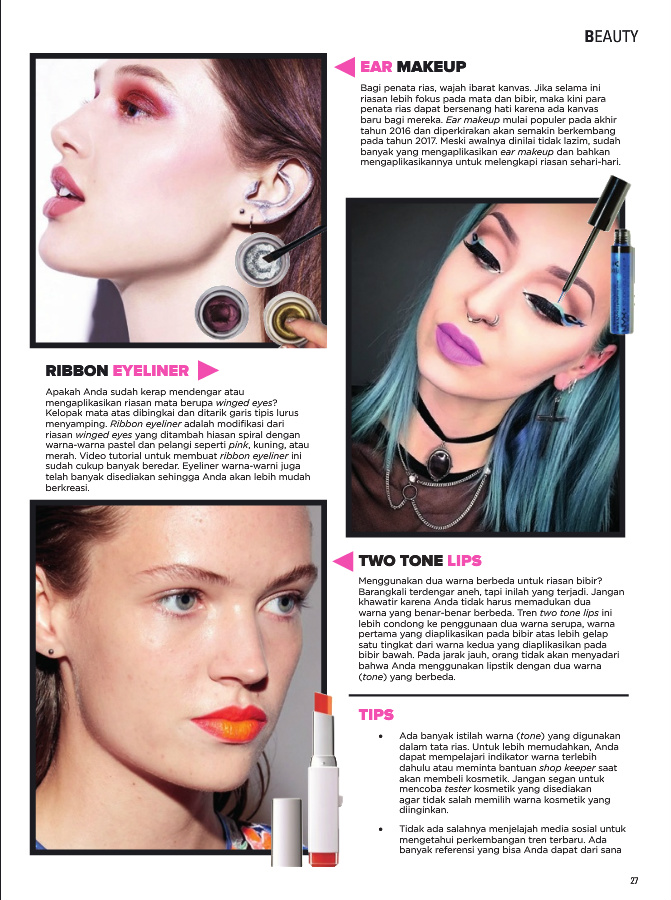 BEAUTY
EAR MAKEUP
Bagi penata rias, wajah ibarat kanvas. Jika selama ini
riasan lebih fokus pada mata dan bibir, maka kini para
penata rias dapat bersenang hati karena ada kanvas
baru bagi mereka. Ear makeup mulai populer pada akhir
tahun 2016 dan diperkirakan akan semakin berkembang
pada tahun 2017. Meski awalnya dinilai tidak lazim, sudah
banyak yang mengaplikasikan ear makeup dan bahkan
mengaplikasikannya untuk melengkapi riasan sehari-hari.
RIBBON EYELINER
Apakah Anda sudah kerap mendengar atau
mengaplikasikan riasan mata berupa winged eyes?
Kelopak mata atas dibingkai dan ditarik garis tipis lurus
menyamping. Ribbon eyeliner adalah modifikasi dari
riasan winged eyes yang ditambah hiasan spiral dengan
warna-warna pastel dan pelangi seperti pink, kuning, atau
merah. Video tutorial untuk membuat ribbon eyeliner ini
sudah cukup banyak beredar. Eyeliner warna-warni juga
telah banyak disediakan sehingga Anda akan lebih mudah
berkreasi.
TWO TONE LIPS
Menggunakan dua warna berbeda untuk riasan bibir?
Barangkali terdengar aneh, tapi inilah yang terjadi. Jangan
khawatir karena Anda tidak harus memadukan dua
warna yang benar-benar berbeda. Tren two tone lips ini
lebih condong ke penggunaan dua warna serupa, warna
pertama yang diaplikasikan pada bibir atas lebih gelap
satu tingkat dari warna kedua yang diaplikasikan pada
bibir bawah. Pada jarak jauh, orang tidak akan menyadari
bahwa Anda menggunakan lipstik dengan dua warna
(tone) yang berbeda.
TIPS
• Ada banyak istilah warna (tone) yang digunakan
dalam tata rias. Untuk lebih memudahkan, Anda
dapat mempelajari indikator warna terlebih
dahulu atau meminta bantuan shop keeper saat
akan membeli kosmetik. Jangan segan untuk
mencoba tester kosmetik yang disediakan
agar tidak salah memilih warna kosmetik yang
diinginkan.
• Tidak ada salahnya menjelajah media sosial untuk
mengetahui perkembangan tren terbaru. Ada
banyak referensi yang bisa Anda dapat dari sana
27